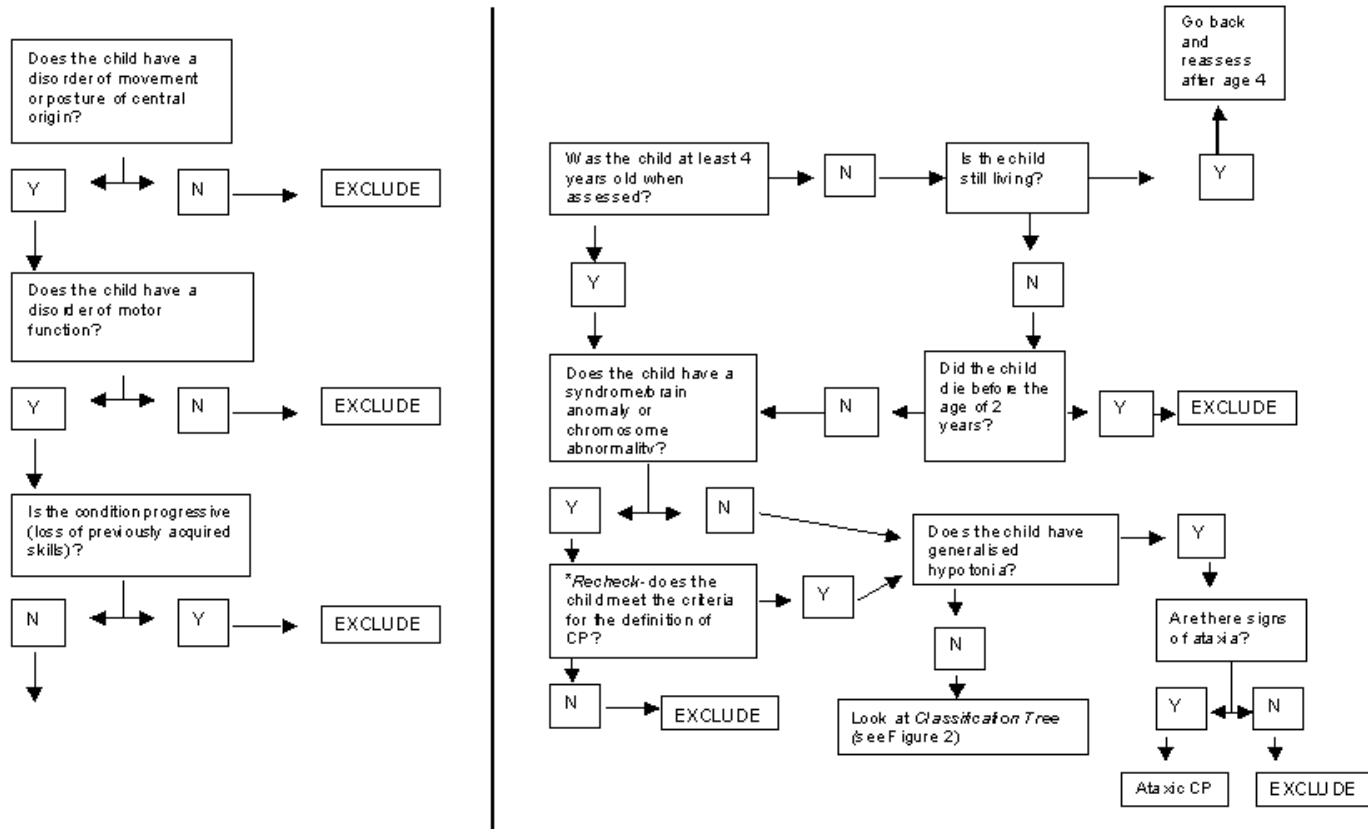 Does the child have a
disorder of movement
or posture of central
origin?
Y
N
EXCLUDE
Does the child have a
disorder of motor
function?
Y
N
EXCLUDE
Is the condition progressive
(loss of previously acquired
skills)?
N
Y
EXCLUDE
Go back
and
reassess
after age 4
Was the child at least 4
years old when
assessed?
N
Is the child
still living?
Y
Y
N
Does the child have a
syndrome/brain
anomaly or
chromosome
abnormality?
N
Did the child
die before the
age of 2
years?
Y
EXCLUDE
Y
N
Does the child have
generalised
hypotonia?
Y
*Recheck- does the
child meet the criteria
for the definition of
CP?
Y
N
Are there signs
of ataxia?
N
EXCLUDE
Look at Classification Tree
(see Figure 2)
Y
N
Ataxic CP
EXCLUDE